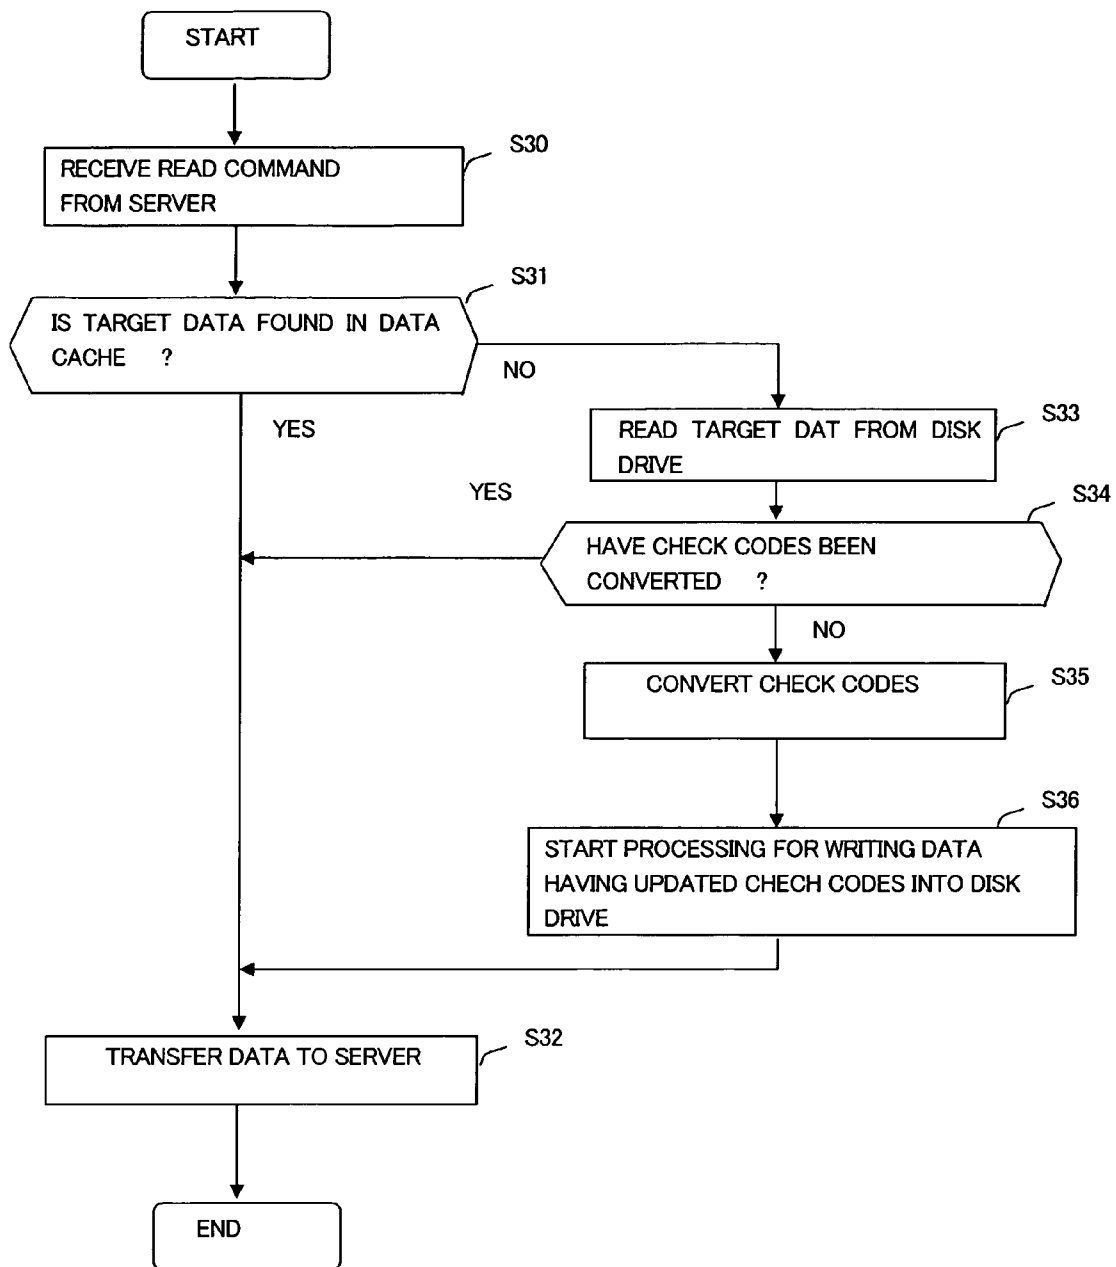 START
S30
RECEIVE READ COMMAND
FROM SERVER
S31
IS TARGET DATA FOUND IN DATA
CACHE ?
NO
YES
S33
READ TARGET DAT FROM DISK
DRIVE
YES
S34
HAVE CHECK CODES BEEN
CONVERTED ?
NO
S35
CONVERT CHECK CODES
S36
START PROCESSING FOR WRITING DATA
HAVING UPDATED CHECH CODES INTO DISK
DRIVE
S32
TRANSFER DATA TO SERVER
END